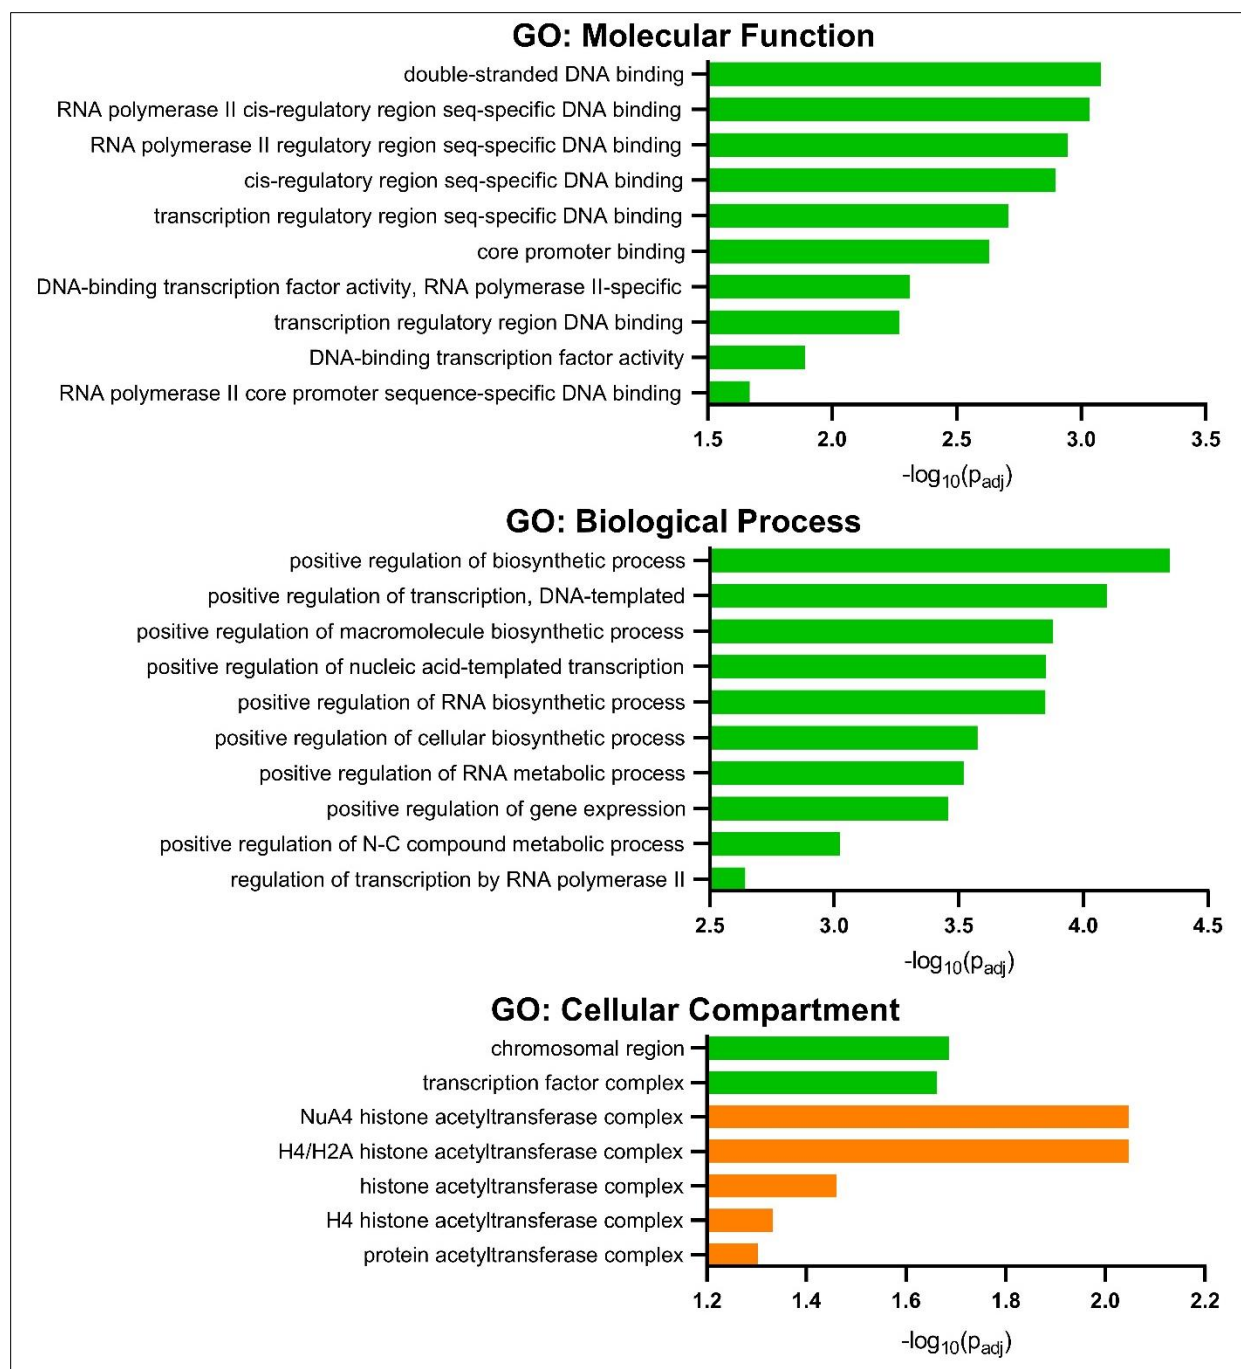 GO: Molecular Function
double-stranded DNA binding
RNA polymerase II cis-regulatory region seq-specific DNA binding
RNA polymerase II regulatory region seq-specific DNA binding
cis-regulatory region seq-specific DNA binding
transcription regulatory region seq-specific DNA binding
core promoter binding
DNA-binding transcription factor activity, RNA polymerase II-specific
transcription regulatory region DNA binding
DNA-binding transcription factor activity
RNA polymerase II core promoter sequence-specific DNA binding
1.5 2.0 2.5 3.0 3.5
-log10(padj)
GO: Biological Process
positive regulation of biosynthetic process
positive regulation of transcription, DNA-templated
positive regulation of macromolecule biosynthetic process
positive regulation of nucleic acid-templated transcription
positive regulation of RNA biosynthetic process
positive regulation of cellular biosynthetic process
positive regulation of RNA metabolic process
positive regulation of gene expression
positive regulation of N-C compound metabolic process
regulation of transcription by RNA polymerase II
2.5 3.0 3.5 4.0 4.5
-log10(padj)
GO: Cellular Compartment
chromosomal region
transcription factor complex
NuA4 histone acetyltransferase complex
H4/H2A histone acetyltransferase complex
histone acetyltransferase complex
H4 histone acetyltransferase complex
protein acetyltransferase complex
1.2 1.4 1.6 1.8 2.0 2.2
-log10(padj)